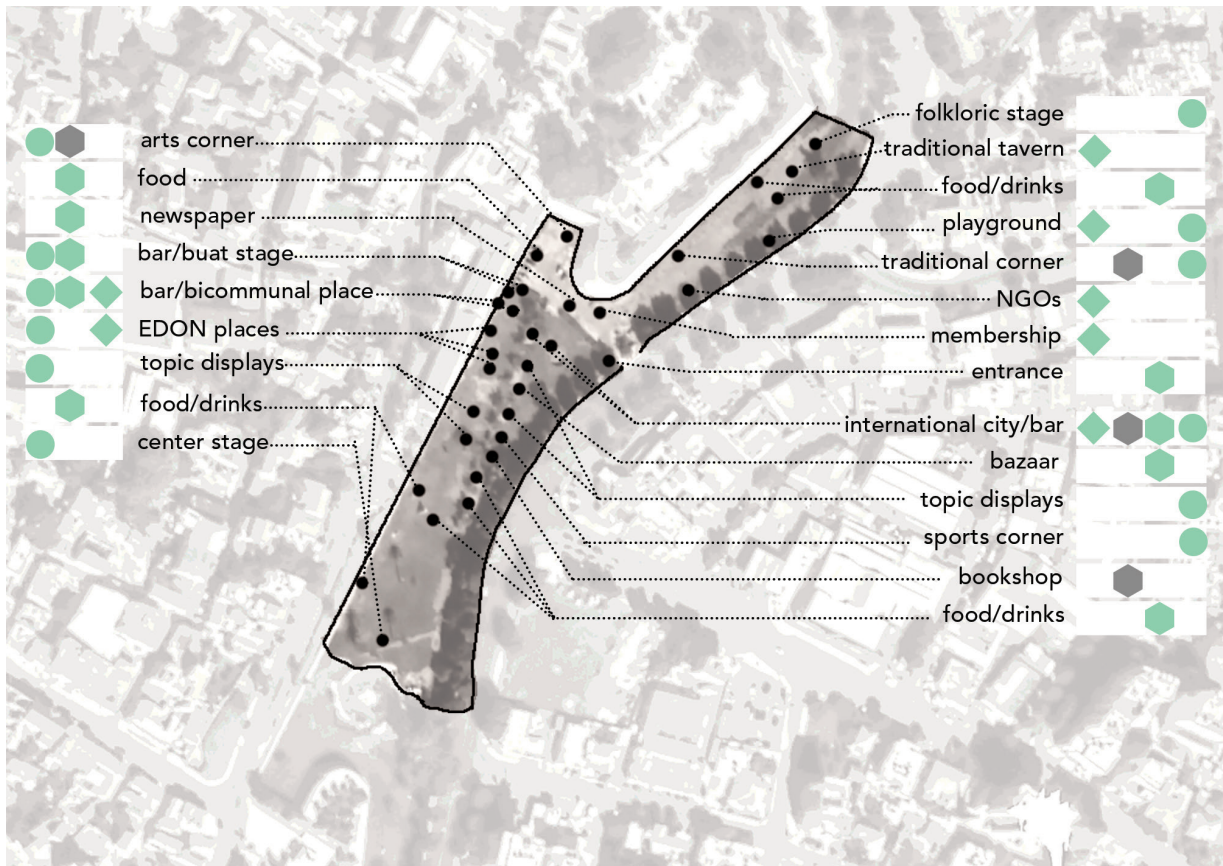 arts corner
food
newspaper
bar/buat stage
bar/bicommunal place
EDON places
topic displays
food/drinks
center stage
folkloric stage
traditional tavern
food/drinks
playground
traditional corner
NGOs
membership
entrance
international city/bar
bazaar
topic displays
sports corner
bookshop
food/drinks